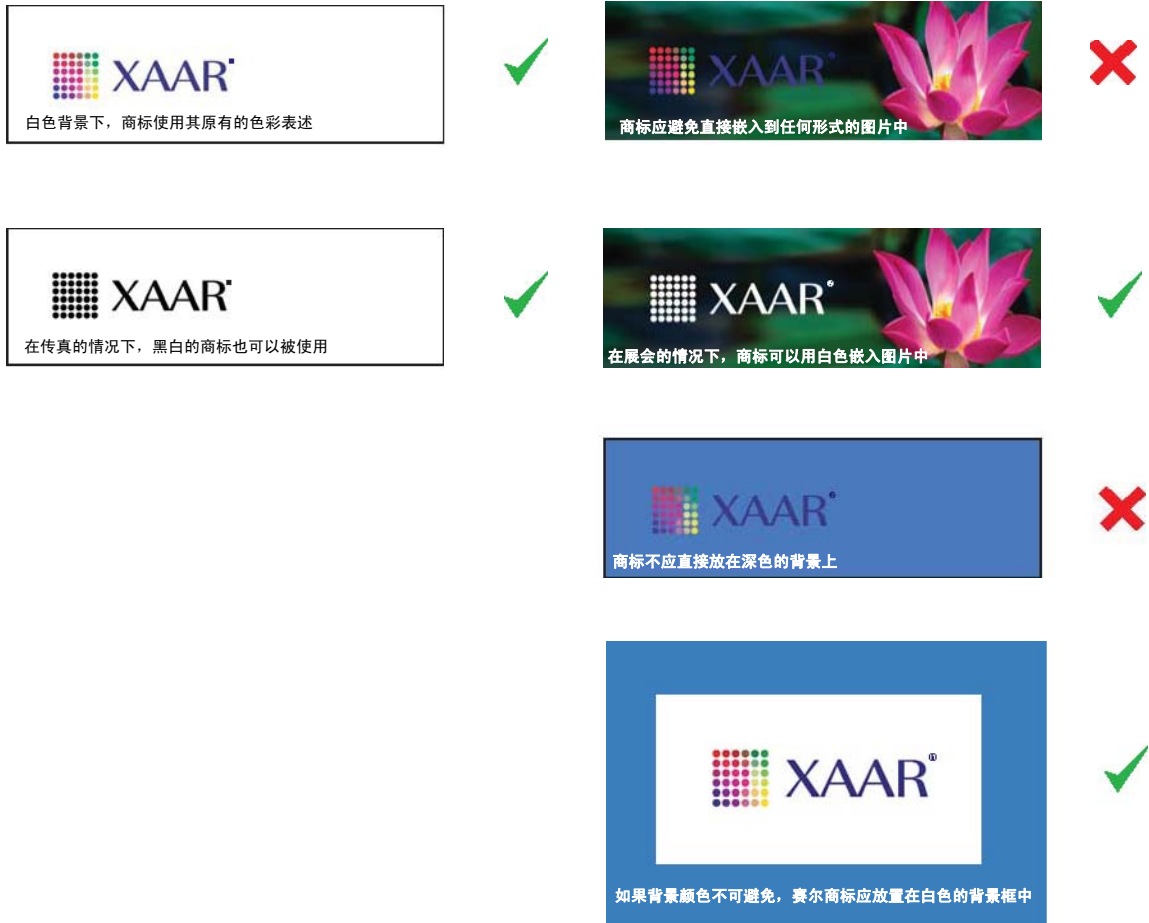 XAAR
白色背景下，商标使用其原有的色彩表述
XAAR
商标应避免直接嵌入到任何形式的图片中
XAAR
在传真的情况下，黑白的商标也可以被使用
XAAR
在展会的情况下，商标可以用白色嵌入图片中
XAAR
商标不应直接放在深色的背景上
XAAR®
如果背景颜色不可避免，赛尔商标应放置在白色的背景框中